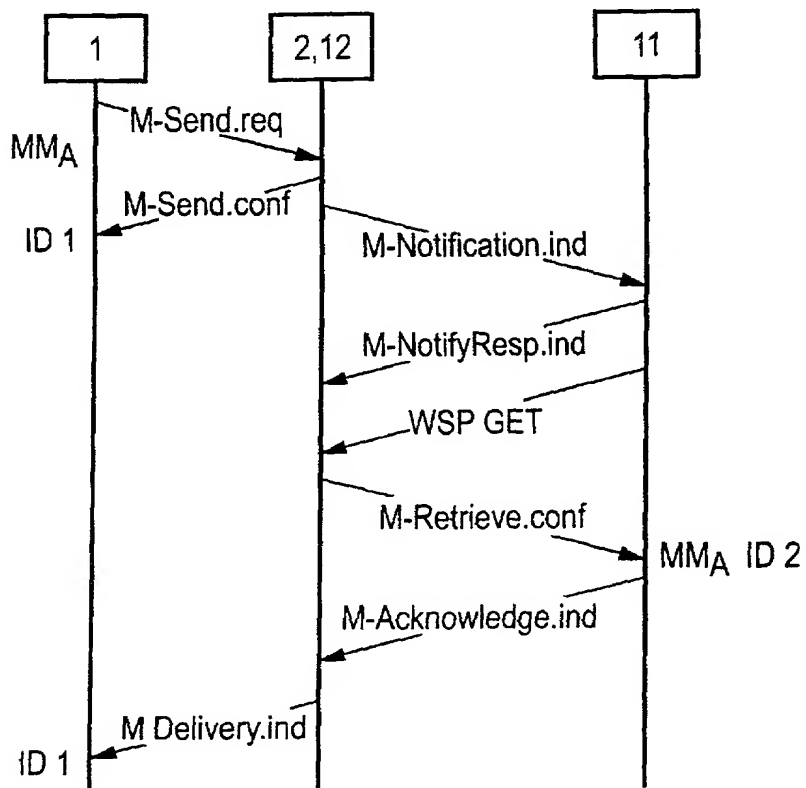 1
2,12
11
M-Send.req
MMA
M-Send.conf
ID 1
M-Notification.ind
M-NotifyResp.ind
WSP GET
M-Retrieve.conf
MMA ID 2
M-Acknowledge.ind
M Delivery.ind
ID 1